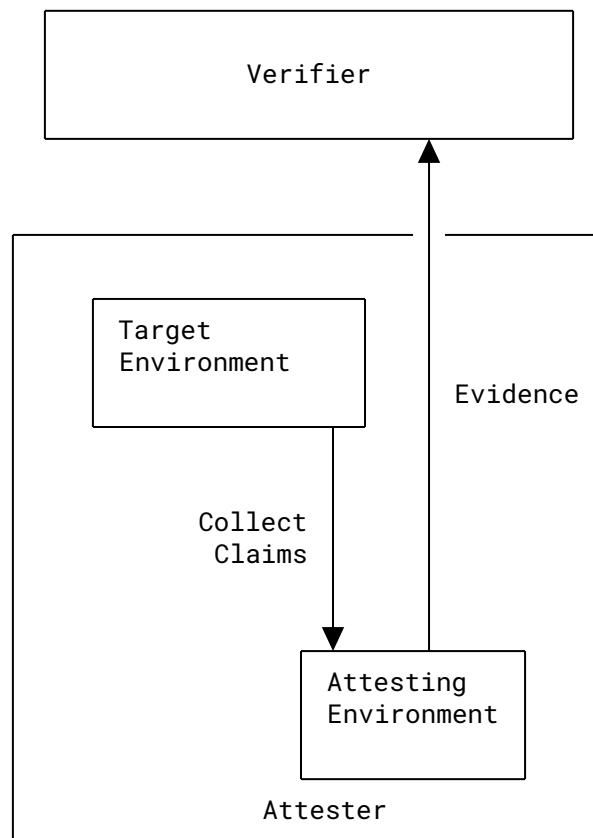 Verifier
Target
Environment
Evidence
Collect
Claims
Attesting
Environment
Attester